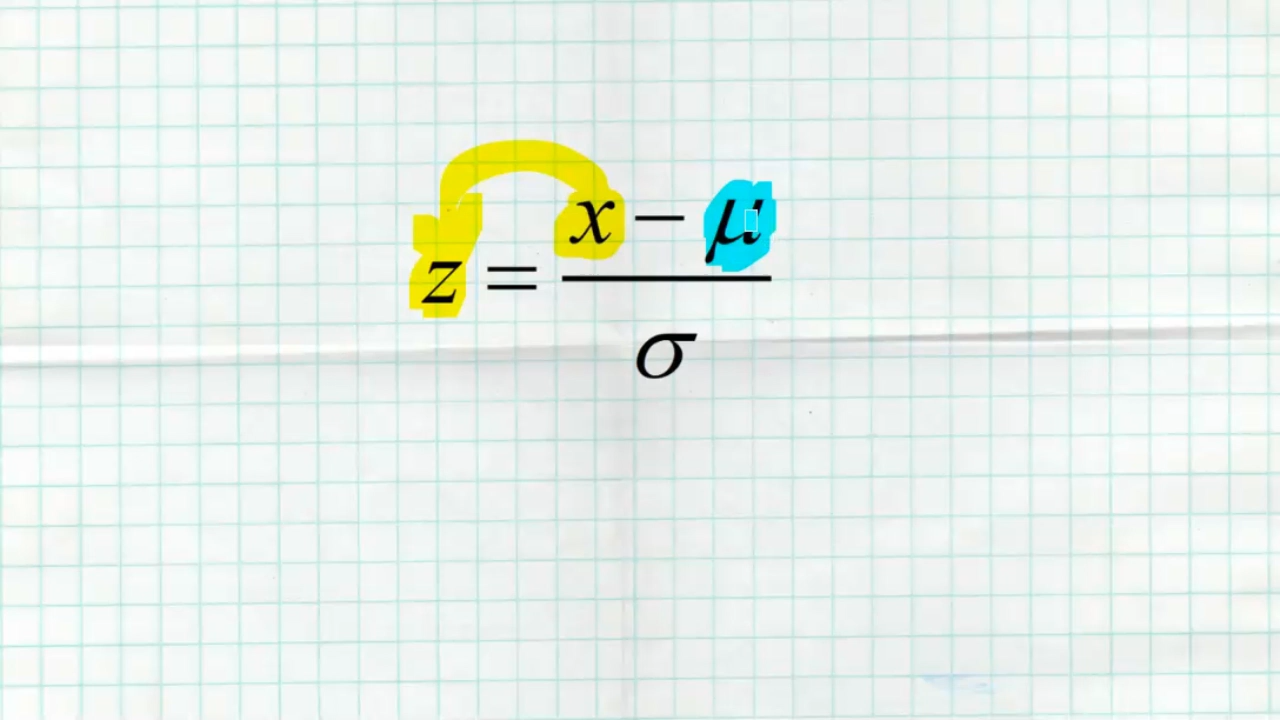 z = x − μ
σ